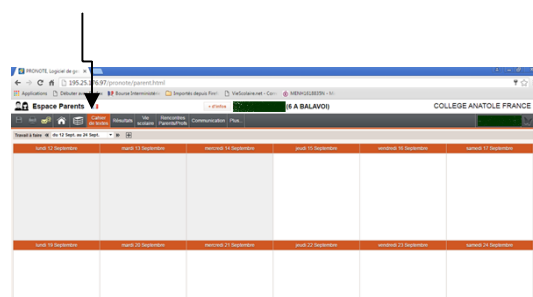 PRONOTE, Logiciel de ge
195.25.176.97/pronote/parent.html
Applications Débuter Bourse Interministéri Importés depuis Firef VieScolaire.net - Co
Espace Parents + d'infos (6 A BALAVOI) COLLEGE ANATOLE FRANCE
Cahier de textes Résultats Vie scolaire Rencontres Parents/Profs Communication Plus...
Travail à faire du 12 Sept. au 24 Sept.
lundi 12 Septembre mardi 13 Septembre mercredi 14 Septembre jeudi 15 Septembre vendredi 16 Septembre samedi 17 Septembre
lundi 19 Septembre mardi 20 Septembre mercredi 21 Septembre jeudi 22 Septembre vendredi 23 Septembre samedi 24 Septembre